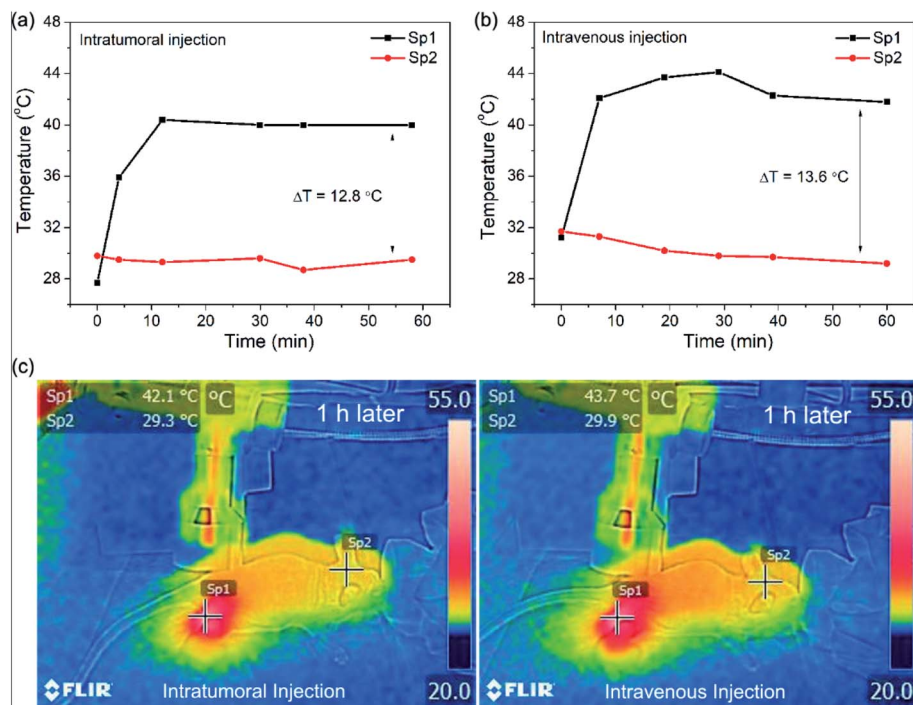 (a)
Intratumoral injection
Sp1
Sp2
48
44
40
36
32
28
Temperature (°C)
ΔT = 12.8 °C
0 10 20 30 40 50 60
Time (min)
(b)
Intravenous injection
Sp1
Sp2
48
44
40
36
32
28
Temperature (°C)
ΔT = 13.6 °C
0 10 20 30 40 50 60
Time (min)
(c)
Sp1 42.1 °C
Sp2 29.3 °C
°C
1 h later
55.0
Sp2
Sp1
FLIR
Intratumoral Injection
20.0
Sp1 43.7 °C
Sp2 29.9 °C
°C
1 h later
55.0
Sp2
Sp1
FLIR
Intravenous Injection
20.0